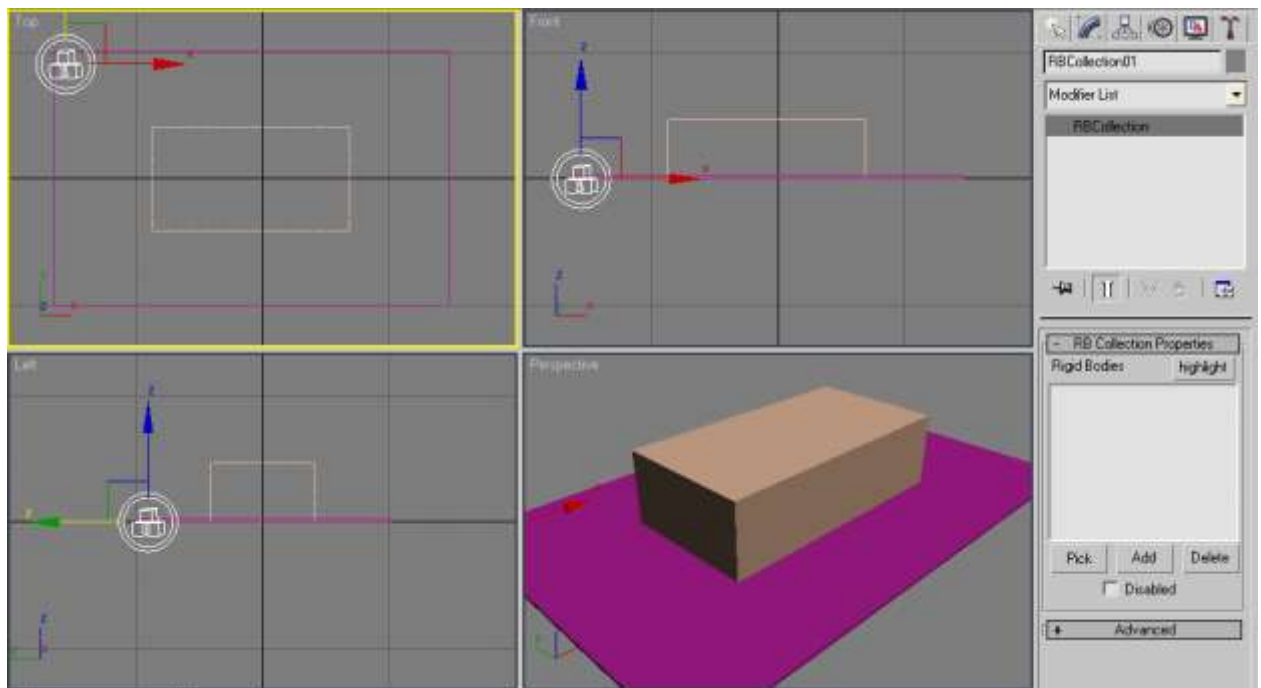 Top
Front
RBCollection01
Modifier List
RBCollection
Left
Perspective
RB Collection Properties
Rigid Bodies highlight
Pick Add Delete
Disabled
Advanced